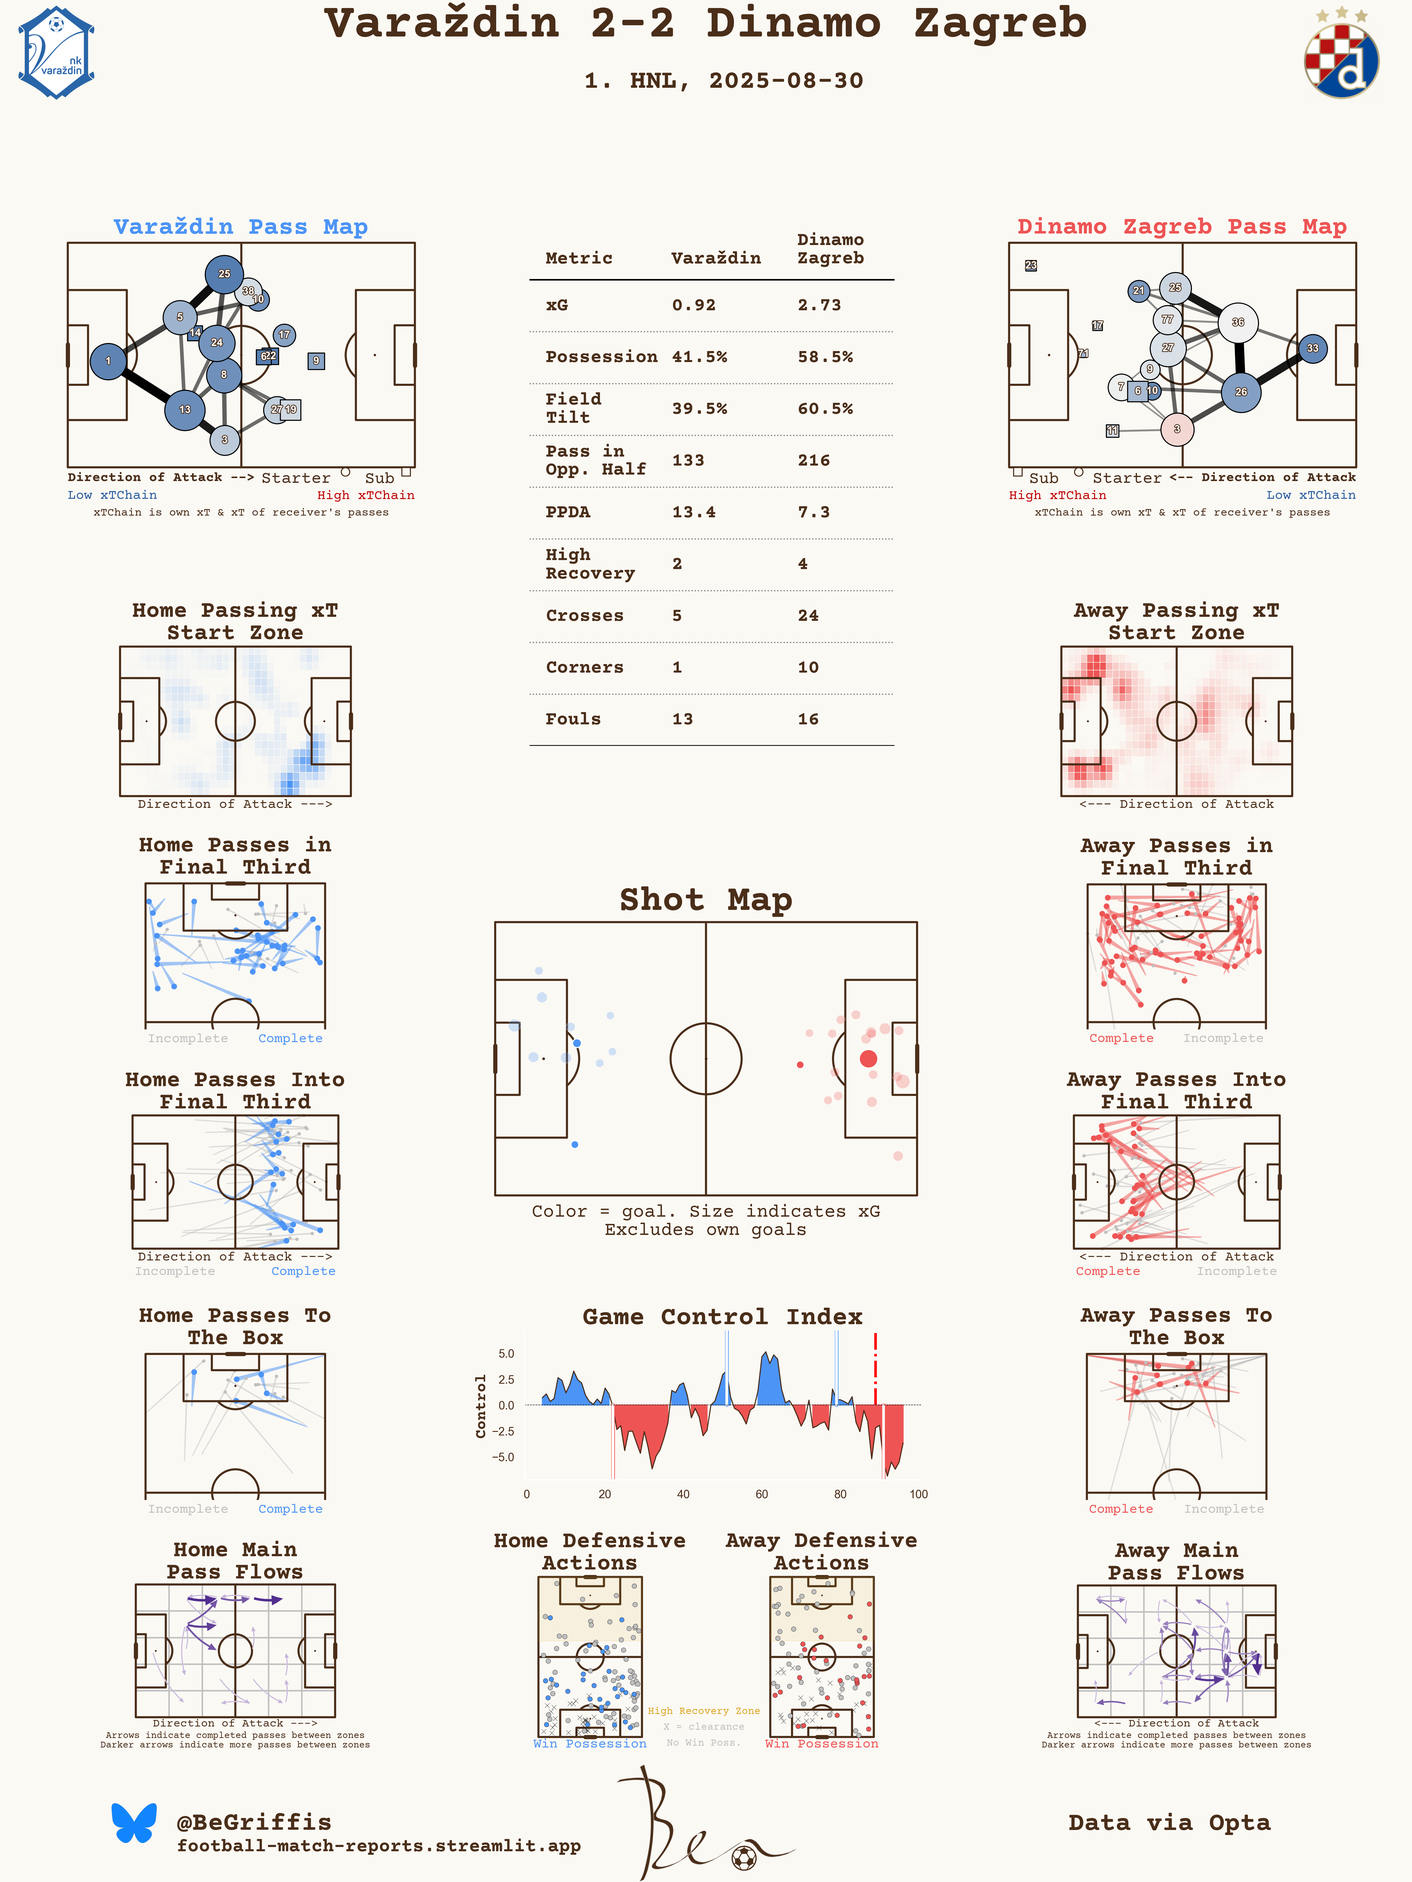 Varaždin 2-2 Dinamo Zagreb
1. HNL, 2025-08-30
nk
varaždin
d
Varaždin Pass Map
25
38
10
5
14
24
17
6
22
9
1
8
13
27
19
3
Direction of Attack --> Starter Sub
Low xTChain High xTChain
xTChain is own xT & xT of receiver's passes
Metric Varaždin Dinamo
Zagreb
xG 0.92 2.73
Possession 41.5% 58.5%
Field
Tilt 39.5% 60.5%
Pass in
Opp. Half 133 216
PPDA 13.4 7.3
High
Recovery 2 4
Crosses 5 24
Corners 1 10
Fouls 13 16
Dinamo Zagreb Pass Map
23
21
25
17
77
36
71
27
33
9
7
6
10
26
11
3
Sub Starter <-- Direction of Attack
High xTChain Low xTChain
xTChain is own xT & xT of receiver's passes
Home Passing xT
Start Zone
Direction of Attack --->
Away Passing xT
Start Zone
<--- Direction of Attack
Home Passes in
Final Third
Incomplete Complete
Away Passes in
Final Third
Complete Incomplete
Shot Map
Color = goal. Size indicates xG
Excludes own goals
Home Passes Into
Final Third
Direction of Attack --->
Incomplete Complete
Away Passes Into
Final Third
<--- Direction of Attack
Complete Incomplete
Home Passes To
The Box
Incomplete Complete
Game Control Index
Control
5.0
2.5
0.0
−2.5
−5.0
0 20 40 60 80 100
Away Passes To
The Box
Complete Incomplete
Home Main
Pass Flows
Direction of Attack --->
Arrows indicate completed passes between zones
Darker arrows indicate more passes between zones
Home Defensive
Actions
Win Possession
Away Defensive
Actions
Win Possession
High Recovery Zone
X = clearance
No Win Poss.
Away Main
Pass Flows
<--- Direction of Attack
Arrows indicate completed passes between zones
Darker arrows indicate more passes between zones
@BeGriffis
football-match-reports.streamlit.app
Ben
Data via Opta